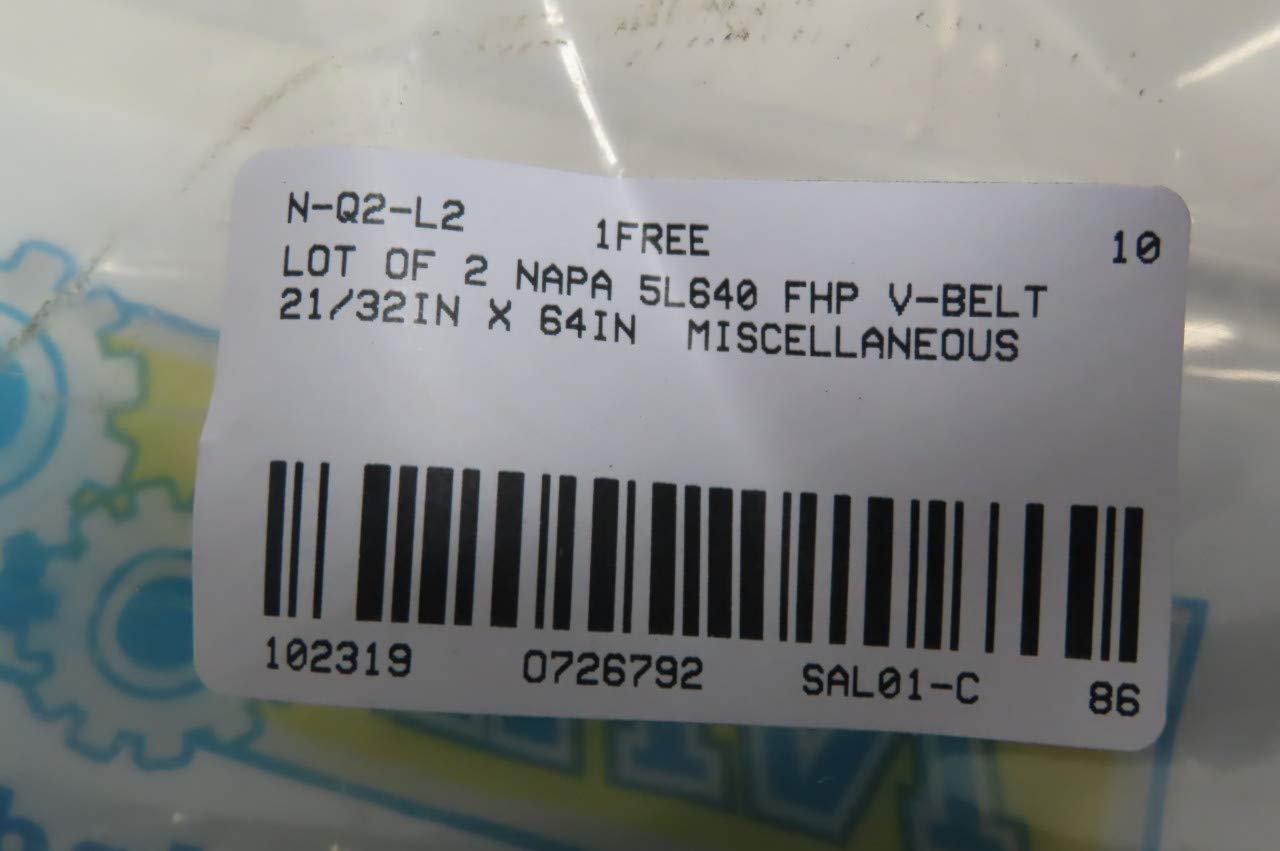 N-Q2-L2 1FREE 10
LOT OF 2 NAPA 5L640 FHP V-BELT
21/32IN X 64IN MISCELLANEOUS
102319 0726792 SAL01-C 86